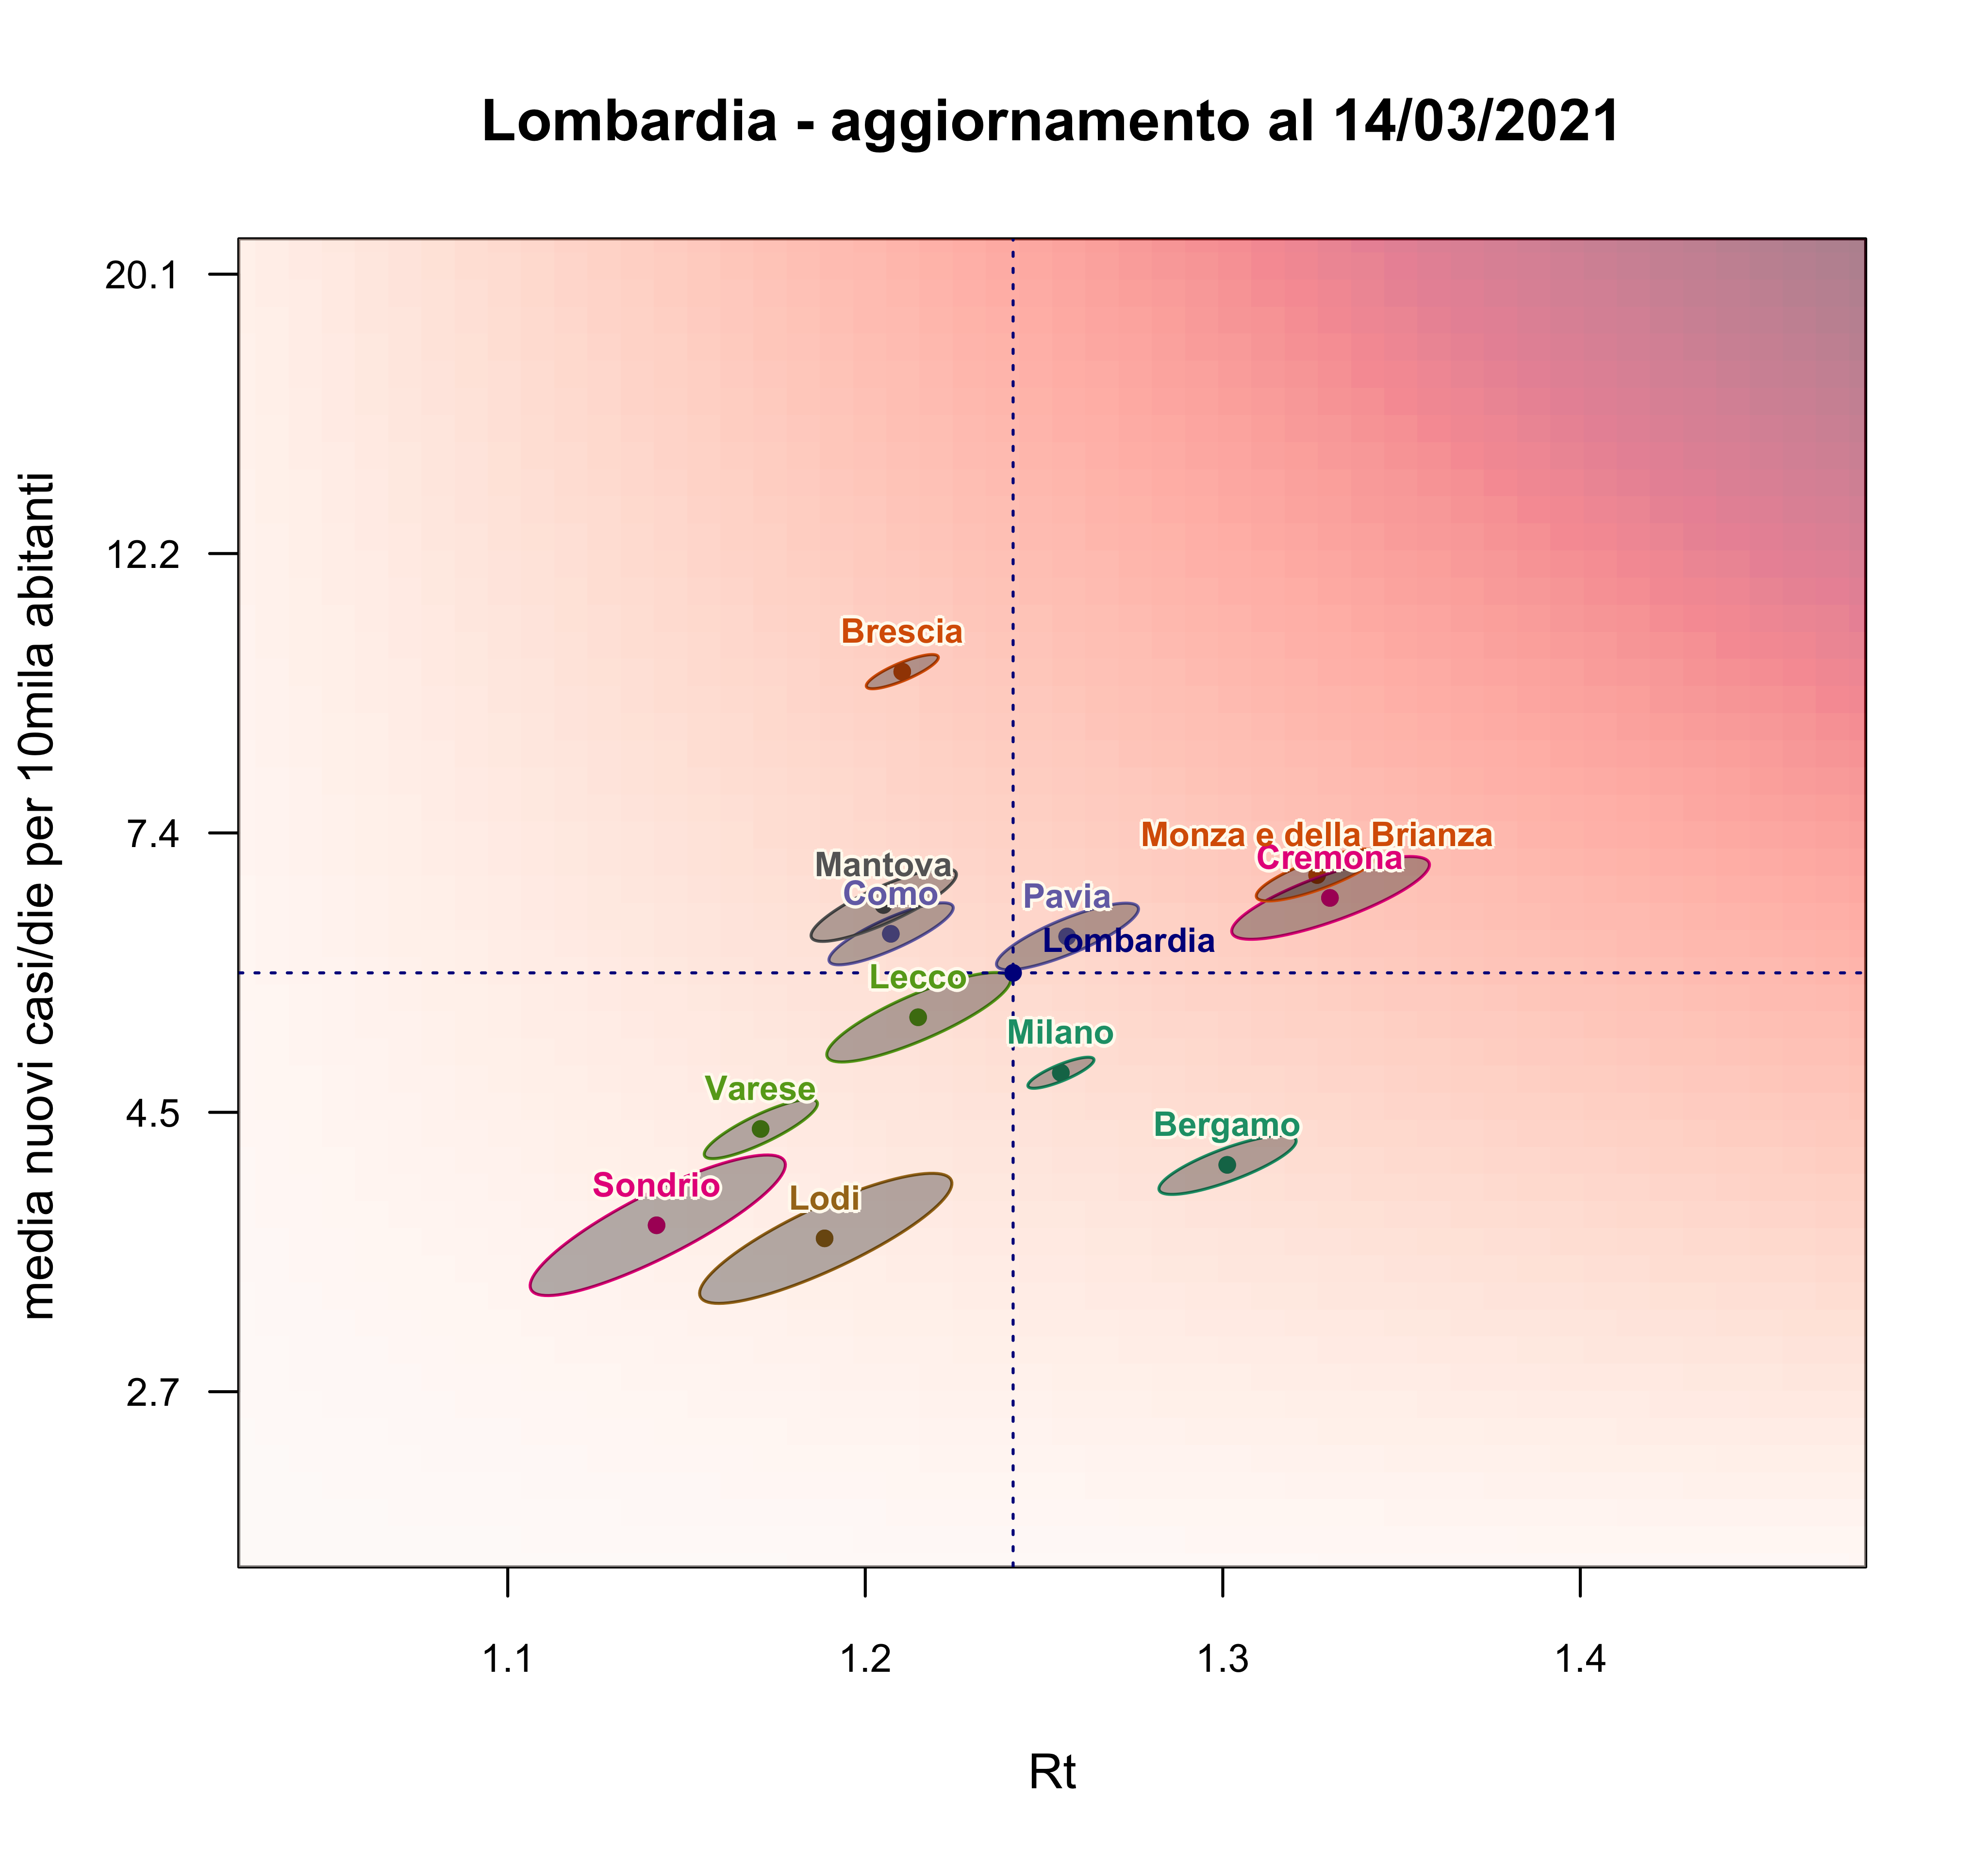 Lombardia - aggiornamento al 14/03/2021
media nuovi casi/die per 10mila abitanti
20.1
12.2
7.4
4.5
2.7
Brescia
Monza e della Brianza
Cremona
Mantova
Como
Pavia
Lombardia
Lecco
Milano
Varese
Bergamo
Sondrio
Lodi
1.1
1.2
1.3
1.4
Rt